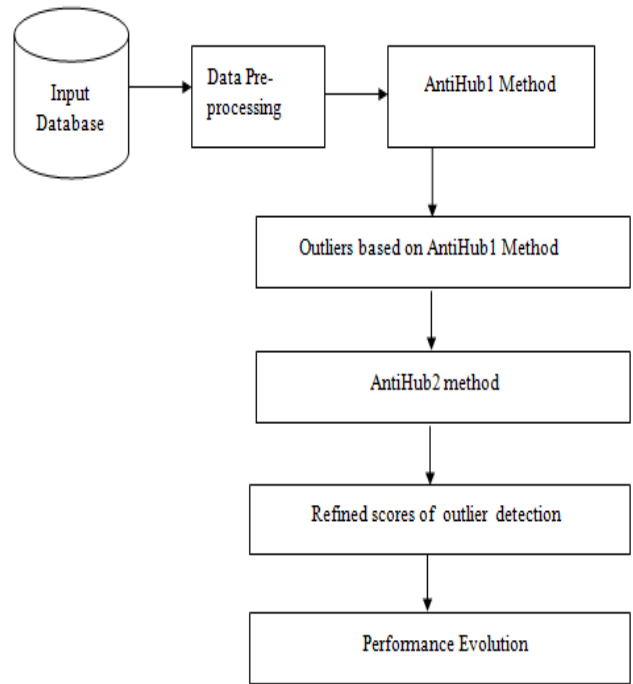 Input
Database
Data Pre-
processing
AntiHub1 Method
Outliers based on AntiHub1 Method
AntiHub2 method
Refined scores of outlier detection
Performance Evolution